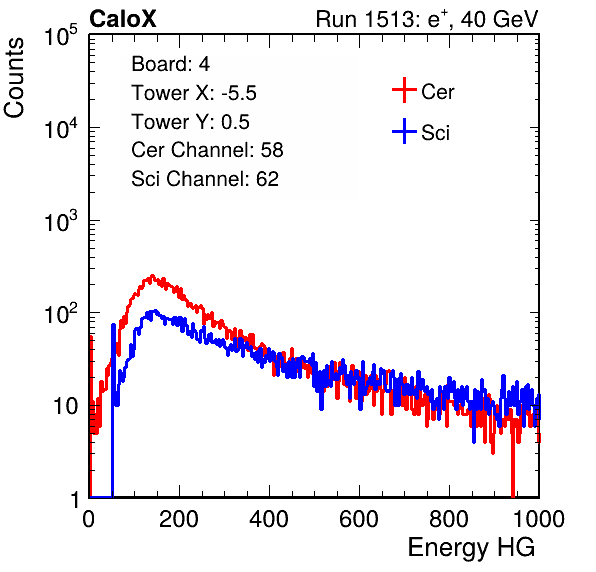 CaloX Run 1513: e⁺, 40 GeV
Counts
Board: 4
Tower X: -5.5
Tower Y: 0.5
Cer Channel: 58
Sci Channel: 62
Cer
Sci
10⁵
10⁴
10³
10²
10
1
0 200 400 600 800 1000
Energy HG